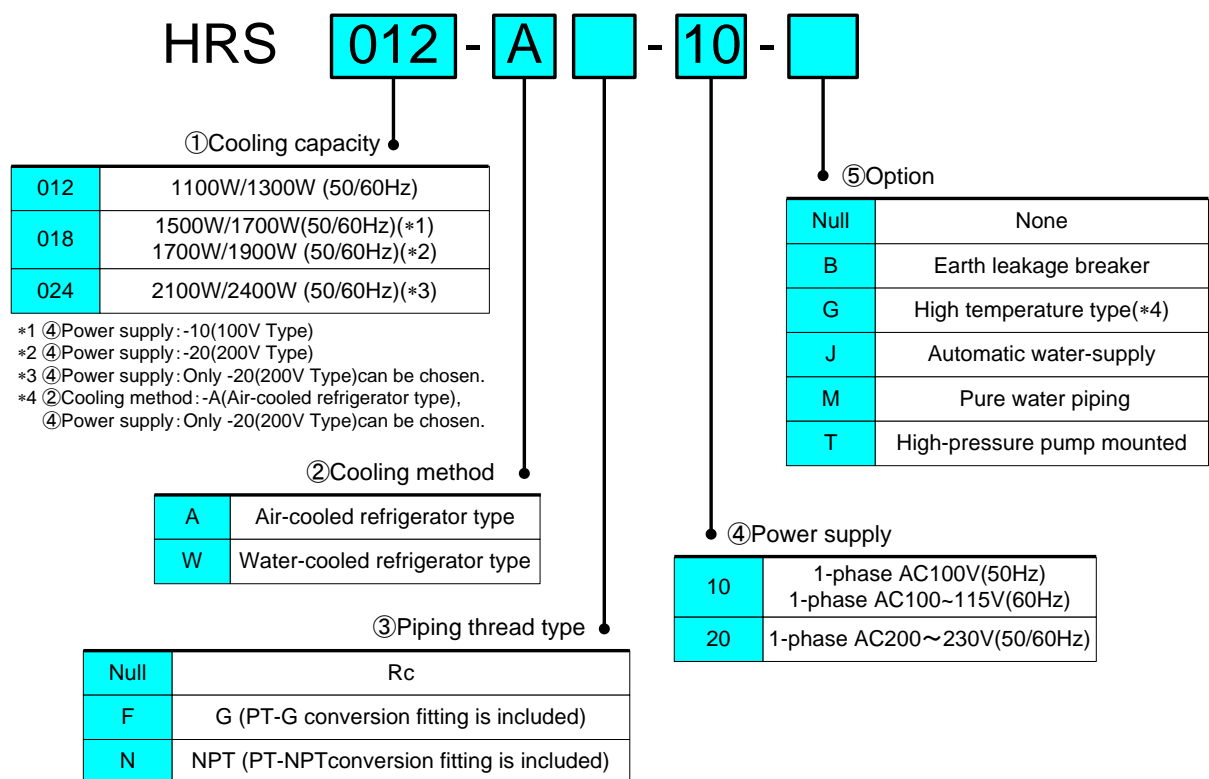 HRS 012 - A - 10 -
①Cooling capacity
012 1100W/1300W (50/60Hz)
018 1500W/1700W(50/60Hz)(*1)
1700W/1900W (50/60Hz)(*2)
024 2100W/2400W (50/60Hz)(*3)
*1 ④Power supply:-10(100V Type)
*2 ④Power supply:-20(200V Type)
*3 ④Power supply:Only -20(200V Type)can be chosen.
*4 ②Cooling method:-A(Air-cooled refrigerator type),
④Power supply:Only -20(200V Type)can be chosen.
⑤Option
Null None
B Earth leakage breaker
G High temperature type(*4)
J Automatic water-supply
M Pure water piping
T High-pressure pump mounted
②Cooling method
A Air-cooled refrigerator type
W Water-cooled refrigerator type
④Power supply
10 1-phase AC100V(50Hz)
1-phase AC100~115V(60Hz)
20 1-phase AC200～230V(50/60Hz)
③Piping thread type
Null Rc
F G (PT-G conversion fitting is included)
N NPT (PT-NPTconversion fitting is included)